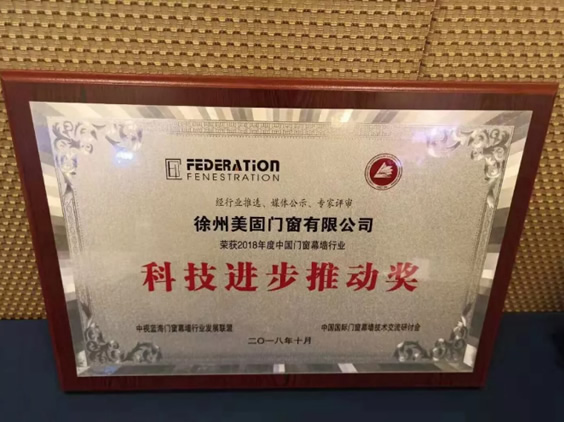 FEDERATION
FENESTRATION
经行业推选、媒体公示、专家评审
徐州美固门窗有限公司
荣获2018年度中国门窗幕墙行业
科技进步推动奖
中视蓝海门窗幕墙行业发展联盟
中国国际门窗幕墙技术交流研讨会
二〇一八年十月